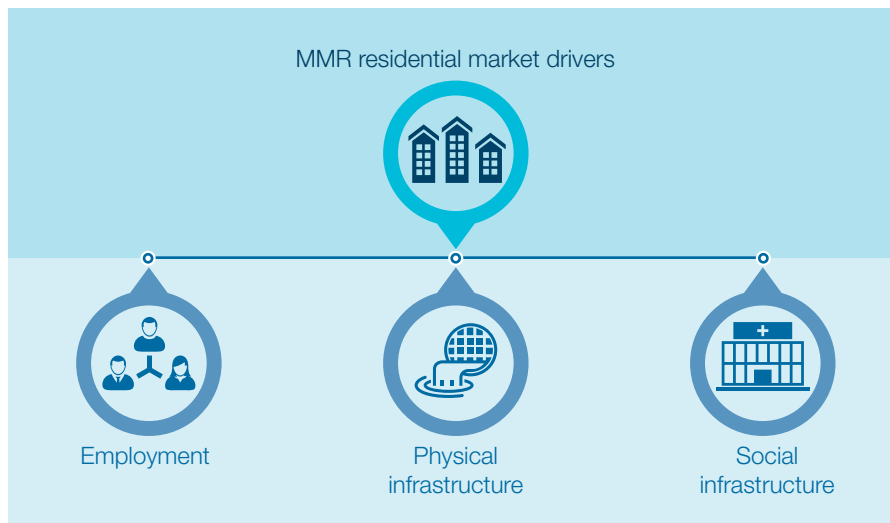 MMR residential market drivers
Employment
Physical
infrastructure
Social
infrastructure